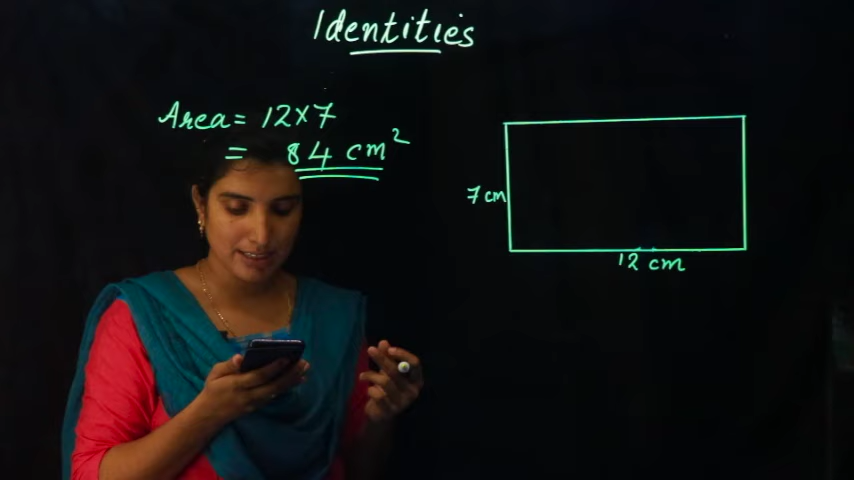 Identities
Area = 12×7
= 84 cm²
7 cm
12 cm